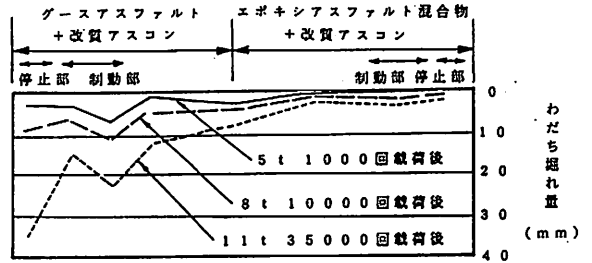 グースアスファルト
+改質アスコン
エポキシアスファルト混合物
+改質アスコン
停止部 制動部
制動部 停止部
0
10
20
30
40
わだち掘れ量
(mm)
5t 1000回載荷後
8t 10000回載荷後
11t 35000回載荷後